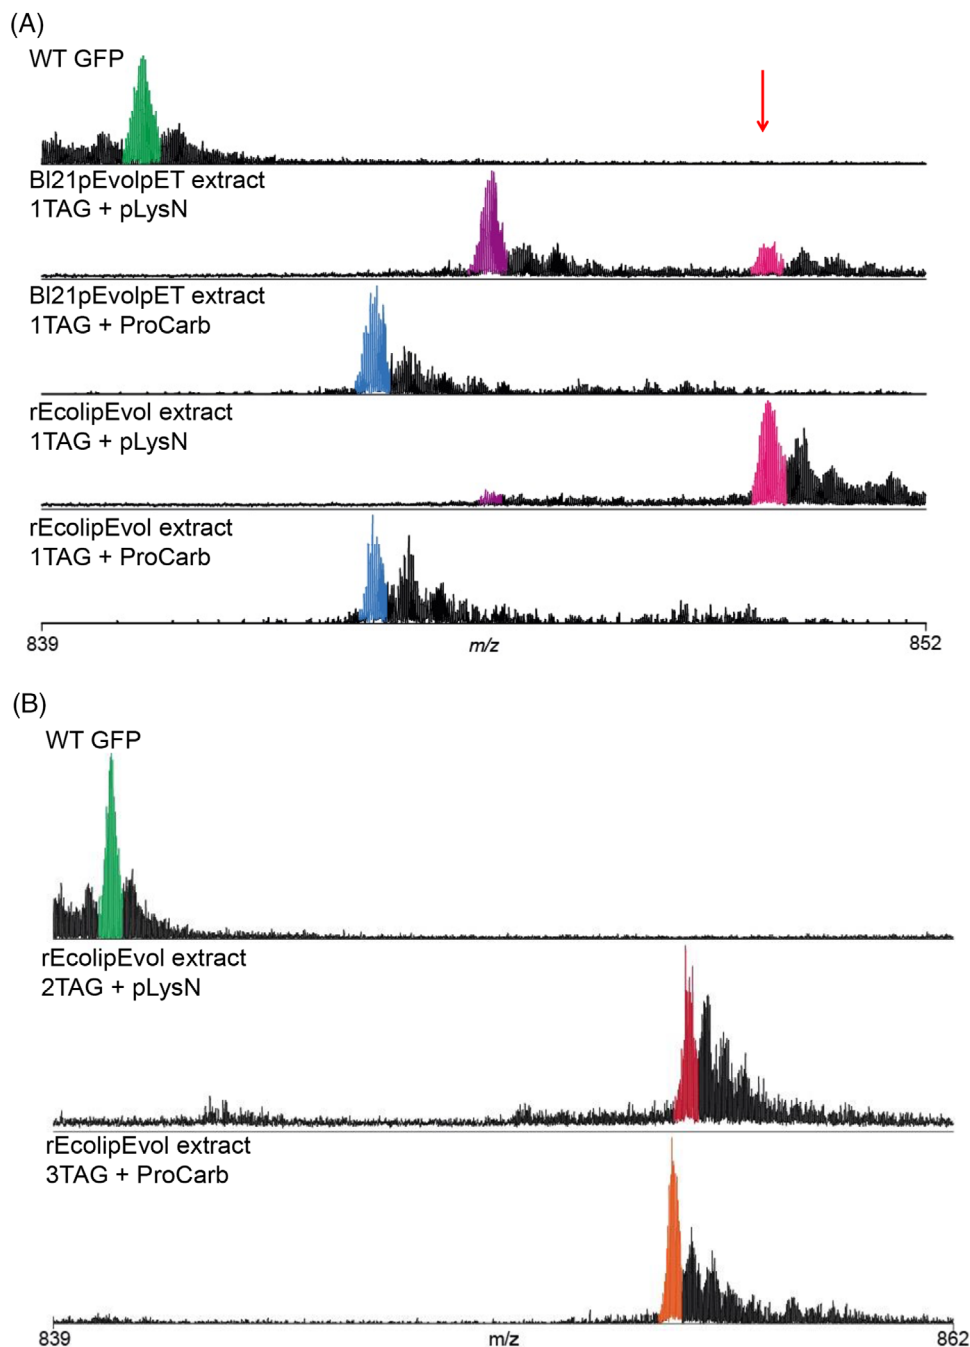 (A)
WT GFP
Bl21pEvolpET extract
1TAG + pLysN
Bl21pEvolpET extract
1TAG + ProCarb
rEcolipEvol extract
1TAG + pLysN
rEcolipEvol extract
1TAG + ProCarb
839 m/z 852
(B)
WT GFP
rEcolipEvol extract
2TAG + pLysN
rEcolipEvol extract
3TAG + ProCarb
839 m/z 862